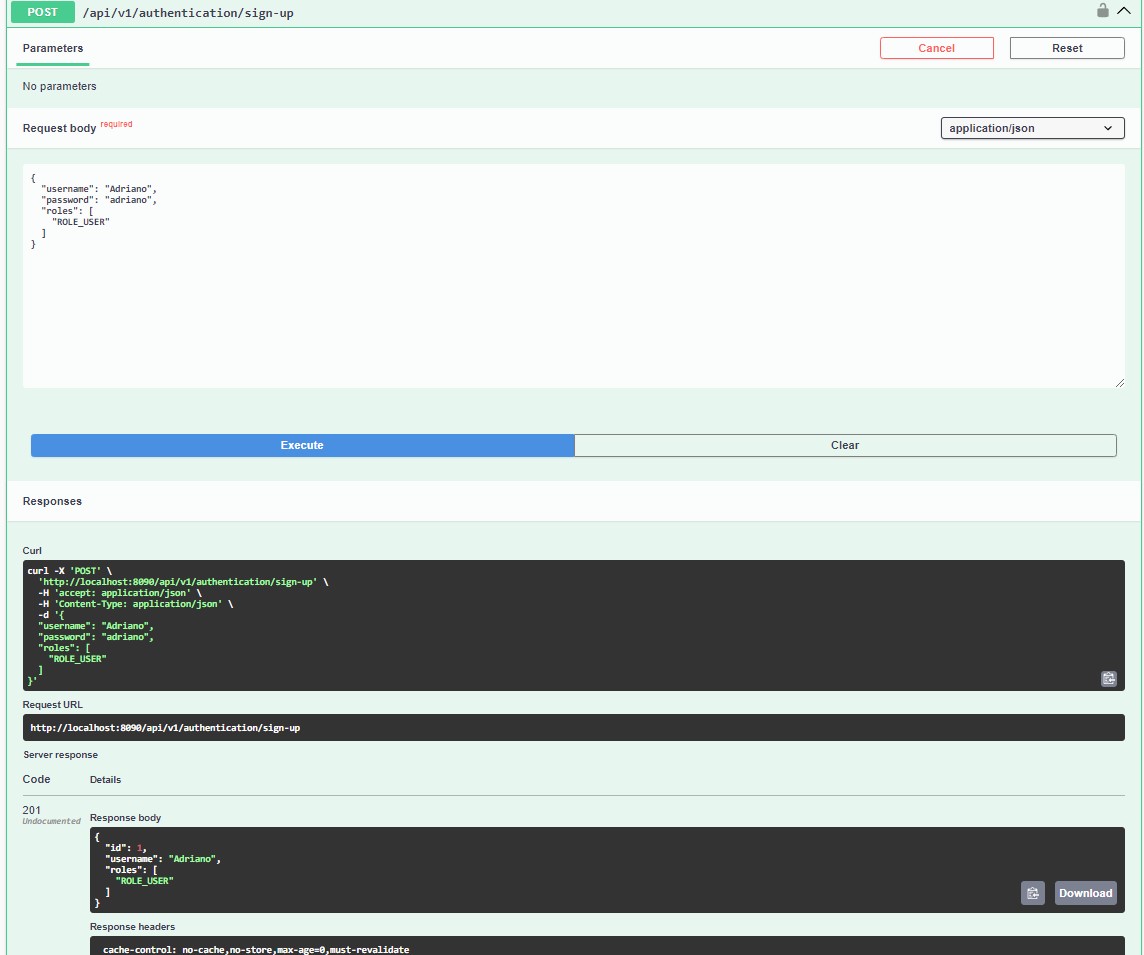 POST /api/v1/authentication/sign-up
Parameters
Cancel
Reset
No parameters
Request body required
application/json
{
  "username": "Adriano",
  "password": "adriano",
  "roles": [
    "ROLE_USER"
  ]
}
Execute
Clear
Responses
Curl
curl -X 'POST' \
  'http://localhost:8090/api/v1/authentication/sign-up' \
  -H 'accept: application/json' \
  -H 'Content-Type: application/json' \
  -d '{
  "username": "Adriano",
  "password": "adriano",
  "roles": [
    "ROLE_USER"
  ]
}'
Request URL
http://localhost:8090/api/v1/authentication/sign-up
Server response
Code Details
201
Undocumented
Response body
{
  "id": 1,
  "username": "Adriano",
  "roles": [
    "ROLE_USER"
  ]
}
Download
Response headers
cache-control: no-cache,no-store,max-age=0,must-revalidate